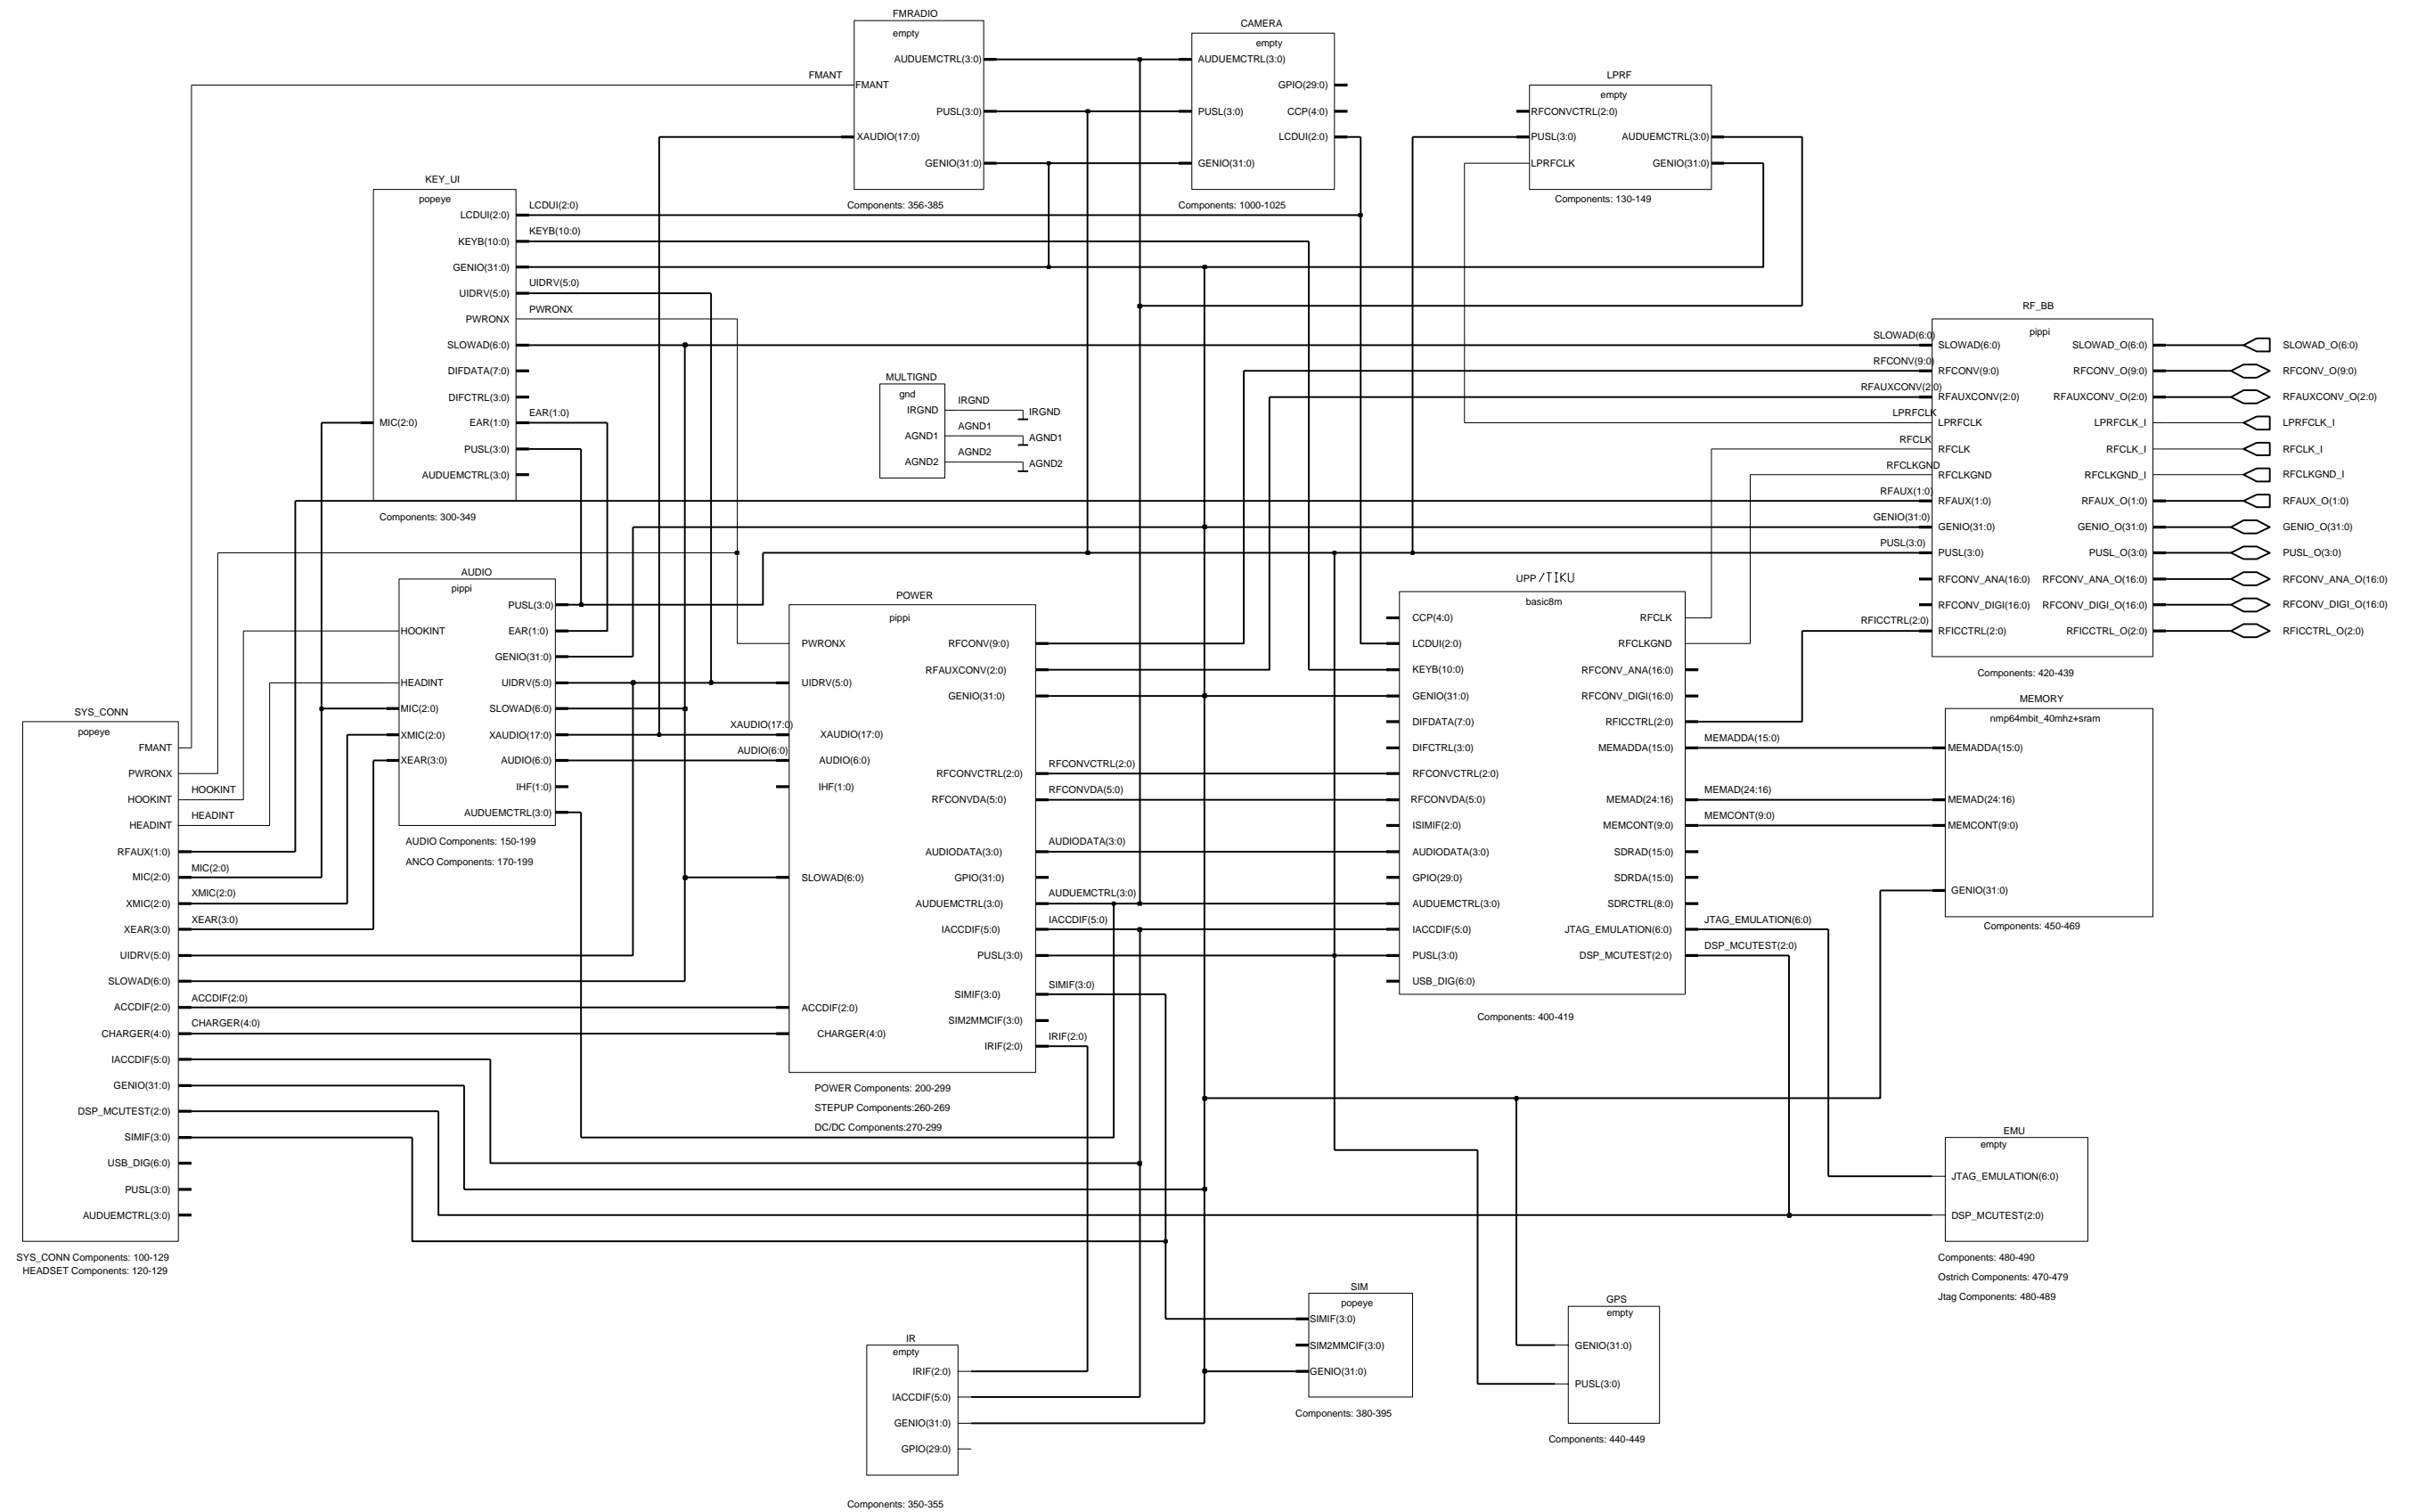 FMRADIO
empty
AUDUEMCTRL(3:0)
FMANT
FMANT
PUSL(3:0)
XAUDIO(17:0)
GENIO(31:0)
Components: 356-385
CAMERA
empty
AUDUEMCTRL(3:0)
GPIO(29:0)
PUSL(3:0)
CCP(4:0)
LCDUI(2:0)
GENIO(31:0)
Components: 1000-1025
LPRF
empty
RFCONVCTRL(2:0)
PUSL(3:0)
AUDUEMCTRL(3:0)
LPRFCLK
GENIO(31:0)
Components: 130-149
KEY_UI
popeye
LCDUI(2:0)
LCDUI(2:0)
KEYB(10:0)
KEYB(10:0)
GENIO(31:0)
UIDRV(5:0)
UIDRV(5:0)
PWRONX
PWRONX
SLOWAD(6:0)
DIFDATA(7:0)
DIFCTRL(3:0)
MIC(2:0)
EAR(1:0)
EAR(1:0)
PUSL(3:0)
AUDUEMCTRL(3:0)
Components: 300-349
MULTIGND
gnd
IRGND
IRGND
IRGND
AGND1
AGND1
AGND1
AGND2
AGND2
AGND2
RF_BB
pippi
SLOWAD(6:0)
SLOWAD(6:0)
SLOWAD_O(6:0)
SLOWAD_O(6:0)
RFCONV(9:0)
RFCONV(9:0)
RFCONV_O(9:0)
RFCONV_O(9:0)
RFAUXCONV(2:0)
RFAUXCONV(2:0)
RFAUXCONV_O(2:0)
RFAUXCONV_O(2:0)
LPRFCLK
LPRFCLK
LPRFCLK_I
LPRFCLK_I
RFCLK
RFCLK
RFCLK_I
RFCLK_I
RFCLKGND
RFCLKGND
RFCLKGND_I
RFCLKGND_I
RFAUX(1:0)
RFAUX(1:0)
RFAUX_O(1:0)
RFAUX_O(1:0)
GENIO(31:0)
GENIO(31:0)
GENIO_O(31:0)
GENIO_O(31:0)
PUSL(3:0)
PUSL(3:0)
PUSL_O(3:0)
PUSL_O(3:0)
RFCONV_ANA(16:0)
RFCONV_ANA_O(16:0)
RFCONV_ANA_O(16:0)
RFCONV_DIGI(16:0)
RFCONV_DIGI_O(16:0)
RFCONV_DIGI_O(16:0)
RFICCTRL(2:0)
RFICCTRL(2:0)
RFICCTRL_O(2:0)
RFICCTRL_O(2:0)
Components: 420-439
AUDIO
pippi
PUSL(3:0)
HOOKINT
EAR(1:0)
GENIO(31:0)
HEADINT
UIDRV(5:0)
MIC(2:0)
SLOWAD(6:0)
XMIC(2:0)
XAUDIO(17:0)
XEAR(3:0)
AUDIO(6:0)
IHF(1:0)
AUDUEMCTRL(3:0)
AUDIO Components: 150-199
ANCO Components: 170-199
POWER
pippi
PWRONX
RFCONV(9:0)
RFAUXCONV(2:0)
UIDRV(5:0)
GENIO(31:0)
XAUDIO(17:0)
XAUDIO(17:0)
AUDIO(6:0)
AUDIO(6:0)
RFCONVCTRL(2:0)
RFCONVCTRL(2:0)
IHF(1:0)
RFCONVDA(5:0)
RFCONVDA(5:0)
AUDIODATA(3:0)
AUDIODATA(3:0)
SLOWAD(6:0)
GPIO(31:0)
AUDUEMCTRL(3:0)
AUDUEMCTRL(3:0)
IACCDIF(5:0)
IACCDIF(5:0)
PUSL(3:0)
SIMIF(3:0)
SIMIF(3:0)
ACCDIF(2:0)
SIM2MMCIF(3:0)
CHARGER(4:0)
IRIF(2:0)
IRIF(2:0)
POWER Components: 200-299
STEPUP Components:260-269
DC/DC Components:270-299
UPP /TIKU
basic8m
CCP(4:0)
RFCLK
LCDUI(2:0)
RFCLKGND
KEYB(10:0)
RFCONV_ANA(16:0)
GENIO(31:0)
RFCONV_DIGI(16:0)
DIFDATA(7:0)
RFICCTRL(2:0)
DIFCTRL(3:0)
MEMADDA(15:0)
MEMADDA(15:0)
RFCONVCTRL(2:0)
RFCONVDA(5:0)
MEMAD(24:16)
MEMAD(24:16)
ISIMIF(2:0)
MEMCONT(9:0)
MEMCONT(9:0)
AUDIODATA(3:0)
SDRAD(15:0)
GPIO(29:0)
SDRDA(15:0)
AUDUEMCTRL(3:0)
SDRCTRL(8:0)
IACCDIF(5:0)
JTAG_EMULATION(6:0)
JTAG_EMULATION(6:0)
PUSL(3:0)
DSP_MCUTEST(2:0)
DSP_MCUTEST(2:0)
USB_DIG(6:0)
Components: 400-419
MEMORY
nmp64mbit_40mhz+sram
MEMADDA(15:0)
MEMAD(24:16)
MEMCONT(9:0)
GENIO(31:0)
Components: 450-469
SYS_CONN
popeye
FMANT
PWRONX
HOOKINT
HOOKINT
HEADINT
HEADINT
RFAUX(1:0)
MIC(2:0)
MIC(2:0)
XMIC(2:0)
XMIC(2:0)
XEAR(3:0)
XEAR(3:0)
UIDRV(5:0)
SLOWAD(6:0)
ACCDIF(2:0)
ACCDIF(2:0)
CHARGER(4:0)
CHARGER(4:0)
IACCDIF(5:0)
GENIO(31:0)
DSP_MCUTEST(2:0)
SIMIF(3:0)
USB_DIG(6:0)
PUSL(3:0)
AUDUEMCTRL(3:0)
SYS_CONN Components: 100-129
HEADSET Components: 120-129
EMU
empty
JTAG_EMULATION(6:0)
DSP_MCUTEST(2:0)
Components: 480-490
Ostrich Components: 470-479
Jtag Components: 480-489
SIM
popeye
SIMIF(3:0)
SIM2MMCIF(3:0)
GENIO(31:0)
Components: 380-395
GPS
empty
GENIO(31:0)
PUSL(3:0)
Components: 440-449
IR
empty
IRIF(2:0)
IACCDIF(5:0)
GENIO(31:0)
GPIO(29:0)
Components: 350-355